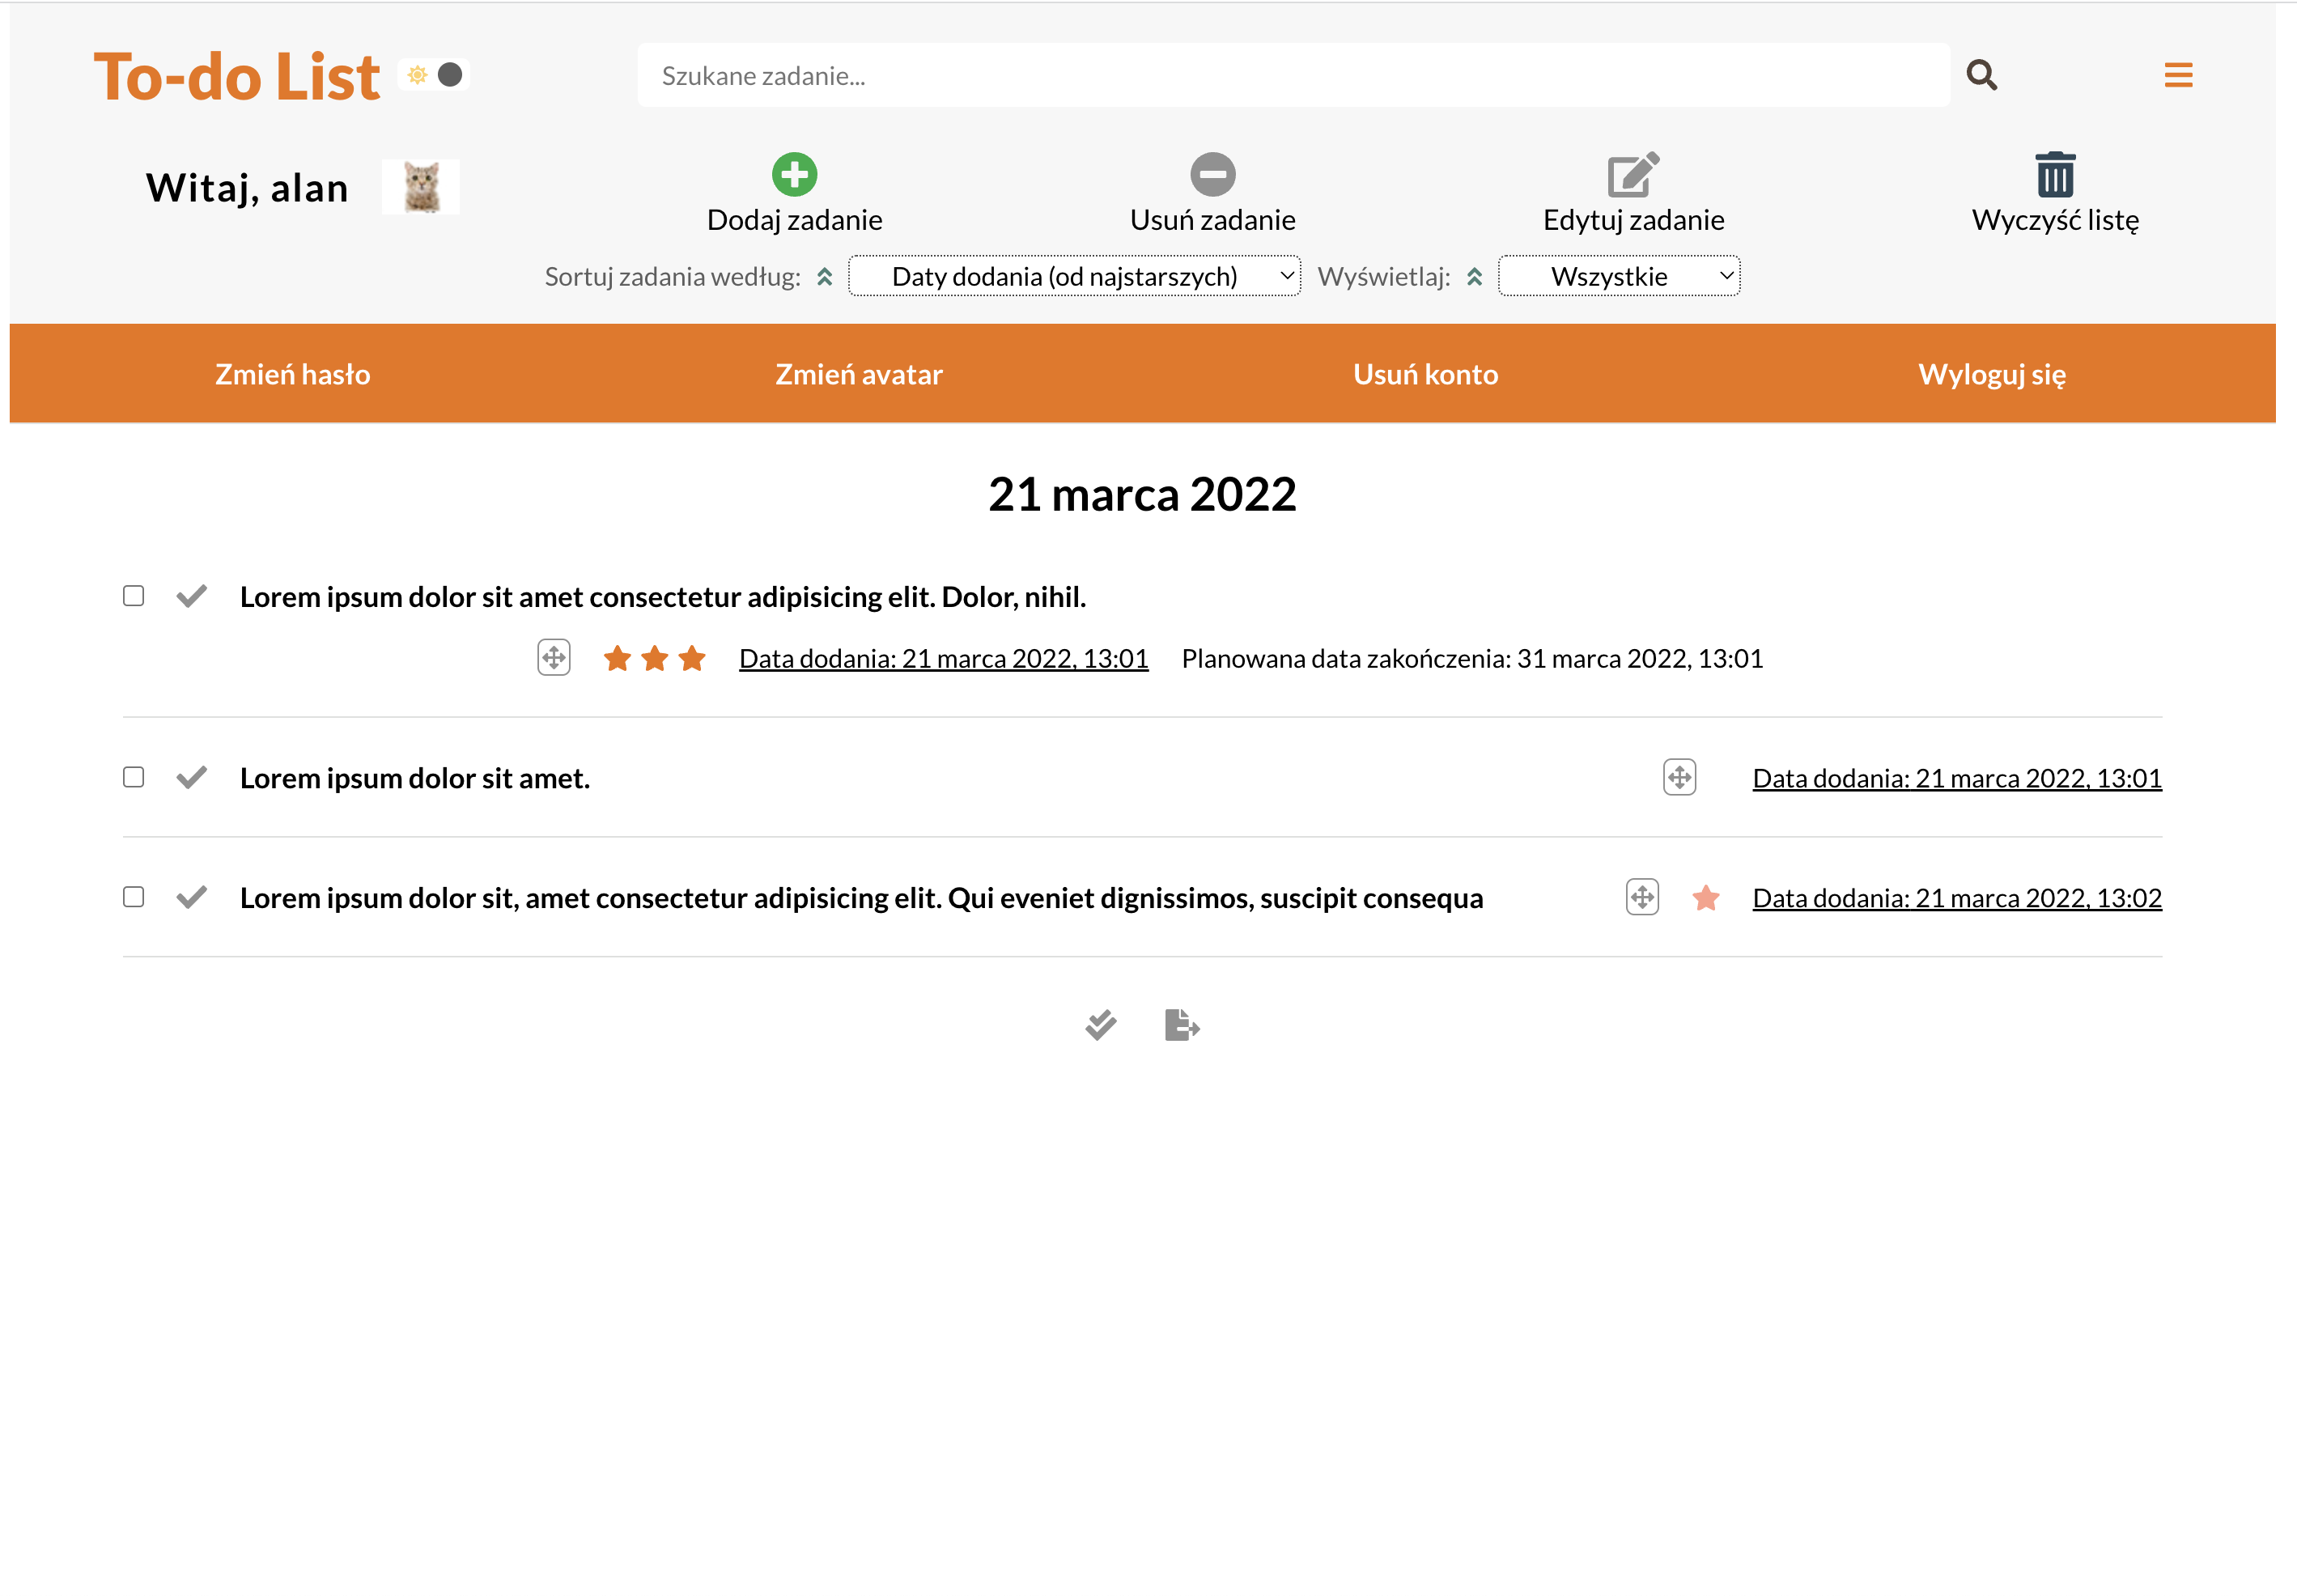 To-do List
Szukane zadanie...
Witaj, alan
Dodaj zadanie
Usuń zadanie
Edytuj zadanie
Wyczyść listę
Sortuj zadania według:
Daty dodania (od najstarszych)
Wyświetlaj:
Wszystkie
Zmień hasło
Zmień avatar
Usuń konto
Wyloguj się
21 marca 2022
Lorem ipsum dolor sit amet consectetur adipisicing elit. Dolor, nihil.
Data dodania: 21 marca 2022, 13:01
Planowana data zakończenia: 31 marca 2022, 13:01
Lorem ipsum dolor sit amet.
Data dodania: 21 marca 2022, 13:01
Lorem ipsum dolor sit, amet consectetur adipisicing elit. Qui eveniet dignissimos, suscipit consequa
Data dodania: 21 marca 2022, 13:02